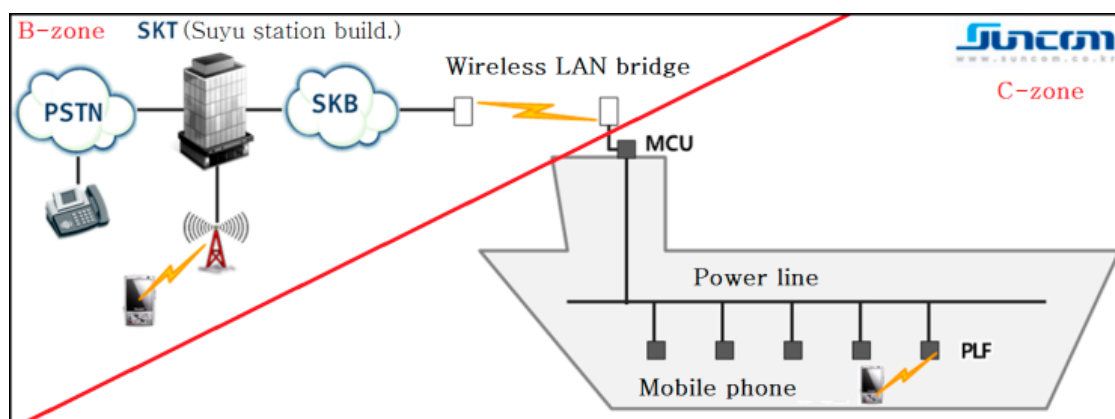 B-zone SKT (Suyu station build.)
suncom
www.suncom.co.kr
Wireless LAN bridge
C-zone
PSTN
SKB
MCU
Power line
PLF
Mobile phone